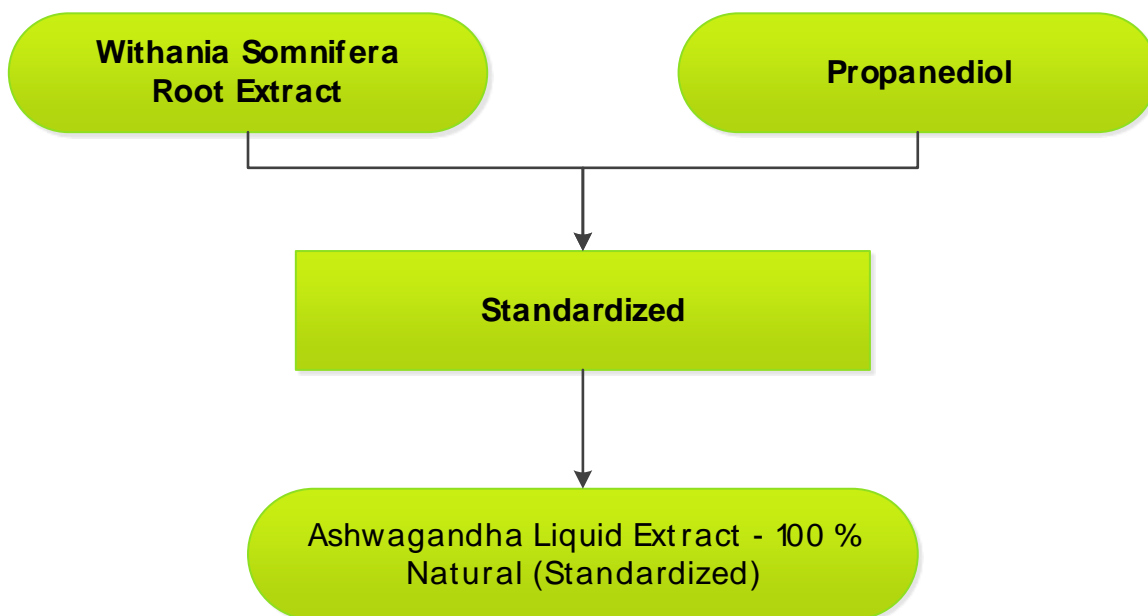 Withania Somnifera
Root Extract
Propanediol
Standardized
Ashwagandha Liquid Extract - 100 %
Natural (Standardized)